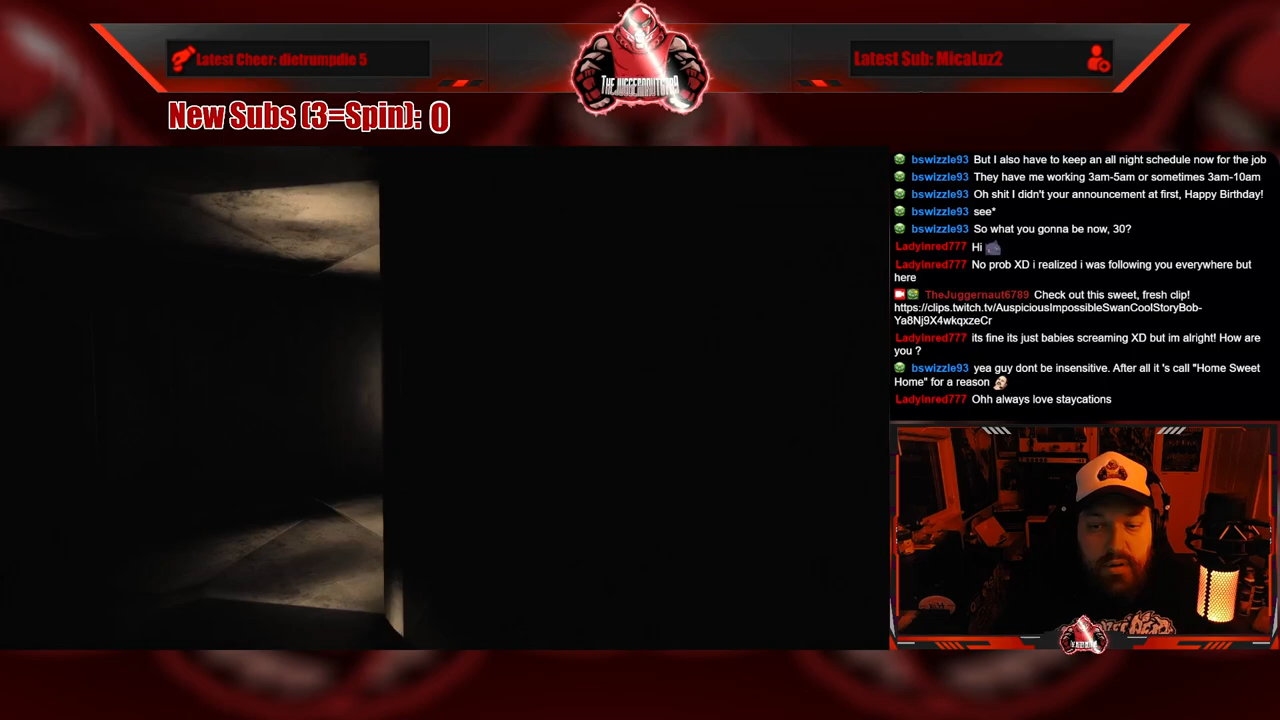 Latest Cheer: dietrumpdie 5
THEJUGGERNAUT6789
Latest Sub: MicaLuz2
New Subs (3=Spin): 0
bswizzle93 But I also have to keep an all night schedule now for the job
bswizzle93 They have me working 3am-5am or sometimes 3am-10am
bswizzle93 Oh shit I didn't your announcement at first, Happy Birthday!
bswizzle93 see*
bswizzle93 So what you gonna be now, 30?
LadyInred777 Hi
LadyInred777 No prob XD i realized i was following you everywhere but
here
TheJuggernaut6789 Check out this sweet, fresh clip!
https://clips.twitch.tv/AuspiciousImpossibleSwanCoolStoryBob-
Ya8Nj9X4wkqxzeCr
LadyInred777 its fine its just babies screaming XD but im alright! How are
you ?
bswizzle93 yea guy dont be insensitive. After all it 's call "Home Sweet
Home" for a reason
LadyInred777 Ohh always love staycations